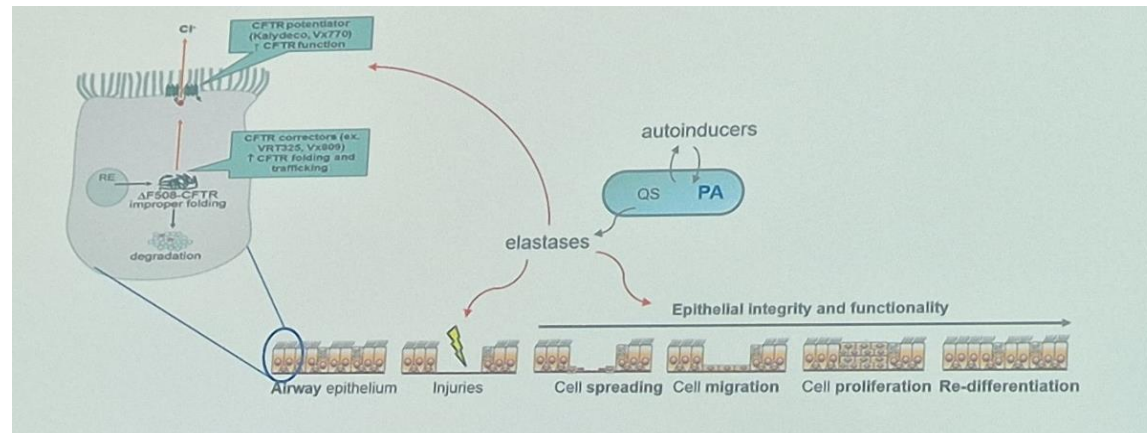 Cl-
CFTR potentiator
(Kalydeco, Vx770)
↑ CFTR function
CFTR correctors (ex.
VRT325, Vx809)
↑ CFTR folding and
trafficking
RE
ΔF508-CFTR
improper folding
degradation
autoinducers
QS PA
elastases
Epithelial integrity and functionality
Airway epithelium
Injuries
Cell spreading
Cell migration
Cell proliferation
Re-differentiation